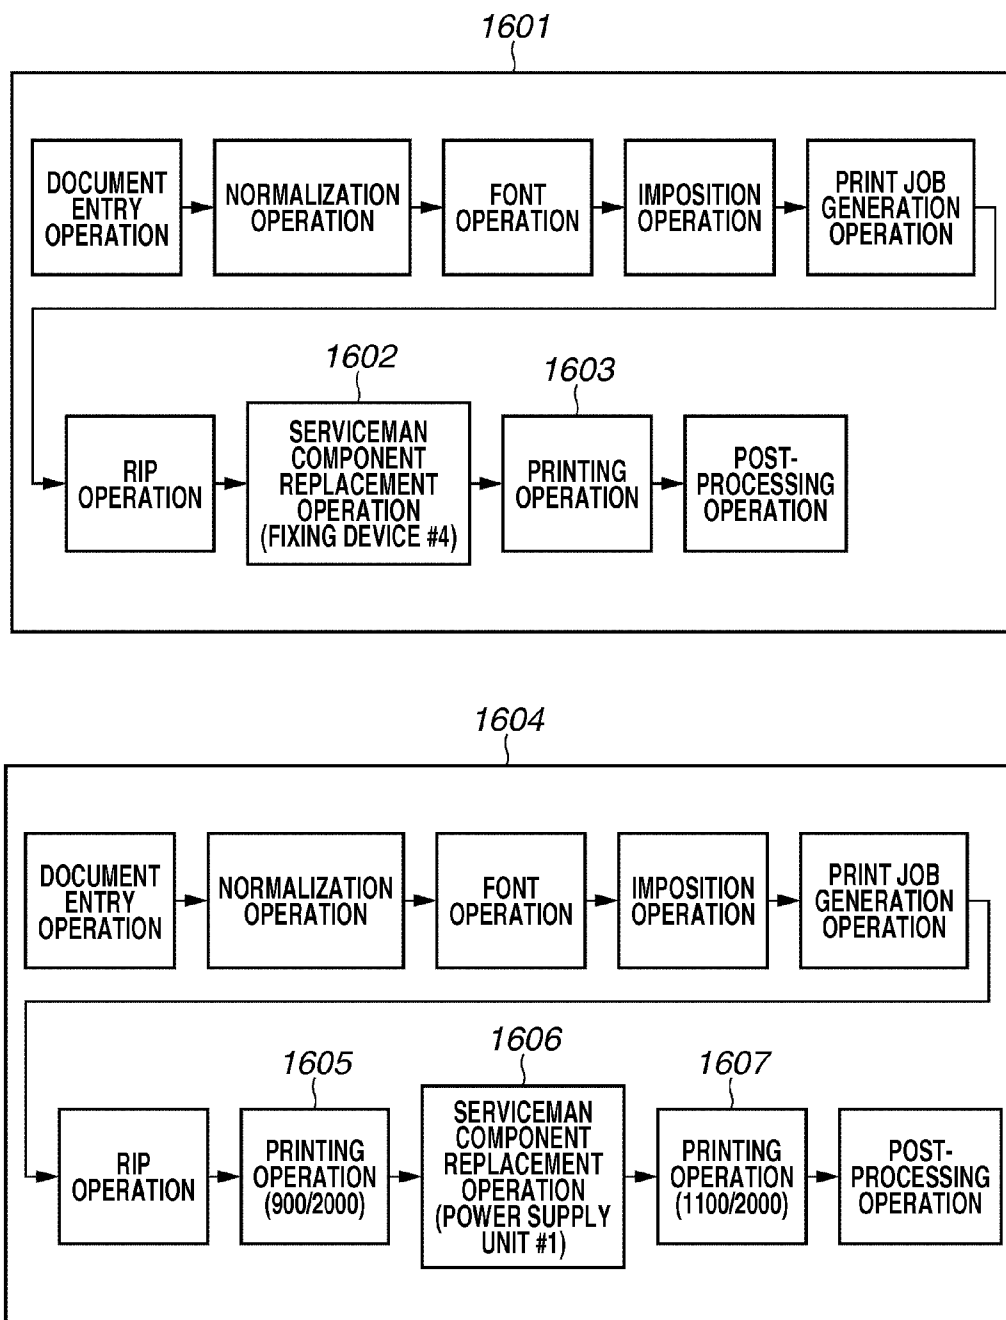 1601
DOCUMENT
ENTRY
OPERATION
NORMALIZATION
OPERATION
FONT
OPERATION
IMPOSITION
OPERATION
PRINT JOB
GENERATION
OPERATION
1602
1603
RIP
OPERATION
SERVICEMAN
COMPONENT
REPLACEMENT
OPERATION
(FIXING DEVICE #4)
PRINTING
OPERATION
POST-
PROCESSING
OPERATION
1604
DOCUMENT
ENTRY
OPERATION
NORMALIZATION
OPERATION
FONT
OPERATION
IMPOSITION
OPERATION
PRINT JOB
GENERATION
OPERATION
1605
1606
1607
RIP
OPERATION
PRINTING
OPERATION
(900/2000)
SERVICEMAN
COMPONENT
REPLACEMENT
OPERATION
(POWER SUPPLY
UNIT #1)
PRINTING
OPERATION
(1100/2000)
POST-
PROCESSING
OPERATION